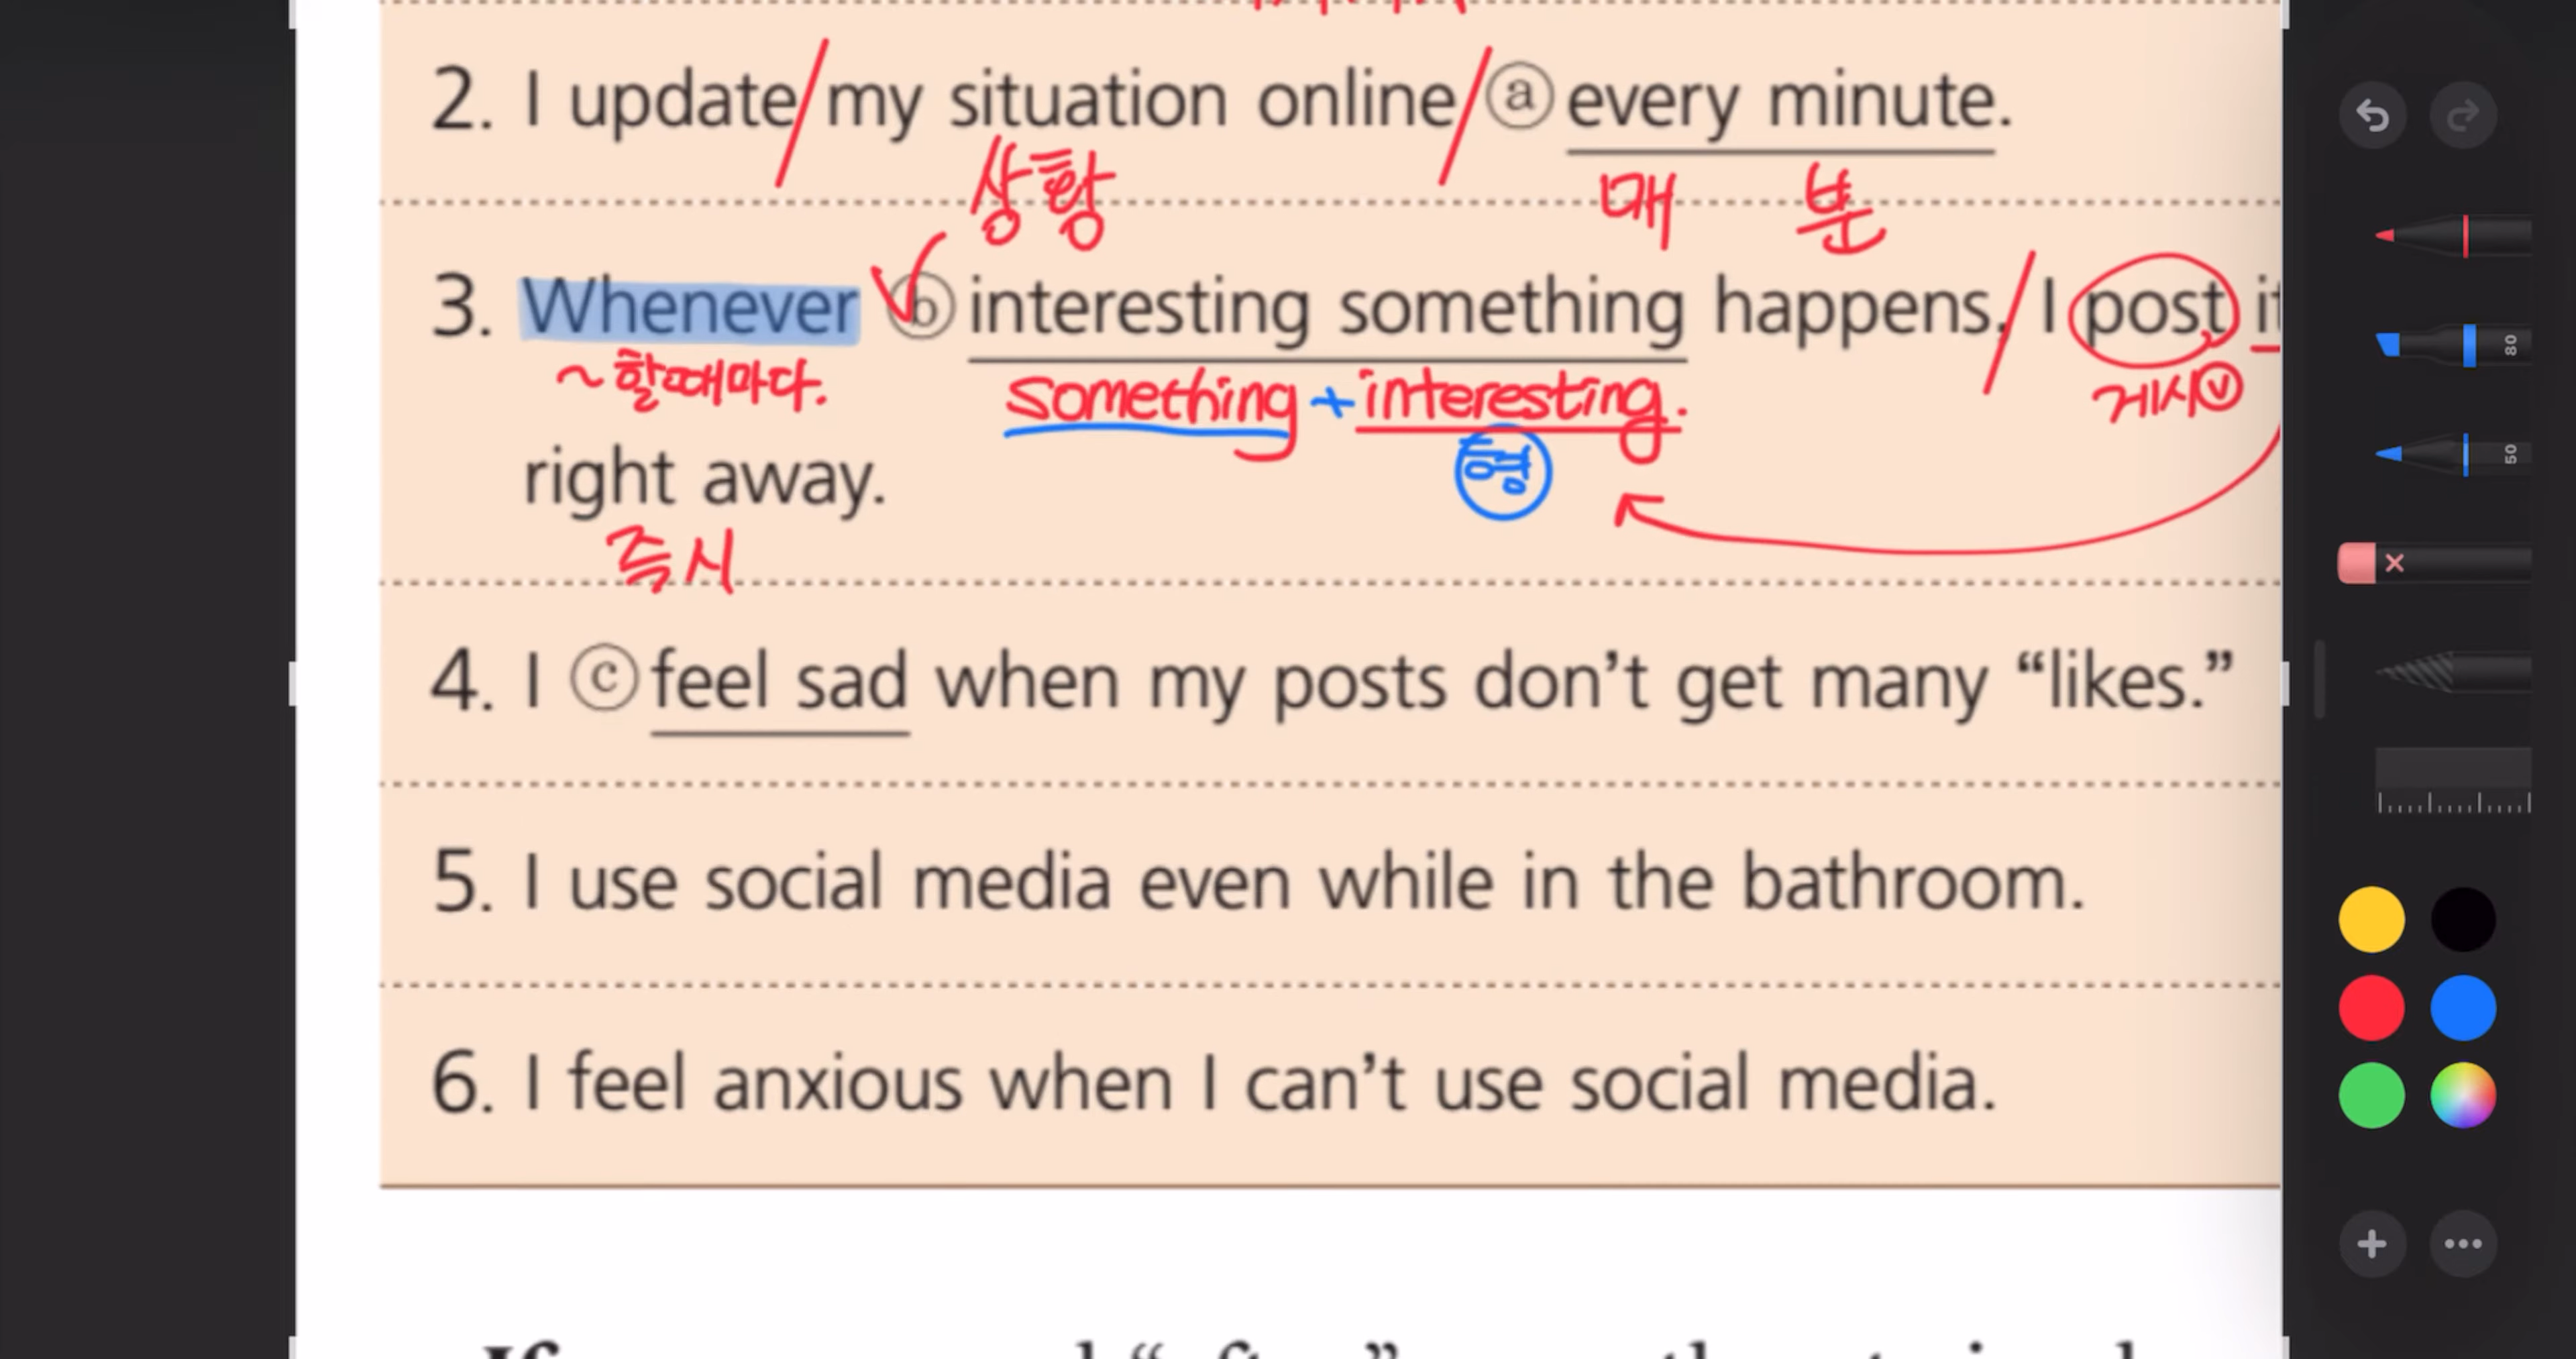 2. I update / my situation online / ⓐ every minute.
상황 매 분
3. Whenever ⓑ interesting something happens, / I post it
~할때마다. something + interesting. 게시 ⓥ
형
right away.
즉시
4. I ⓒ feel sad when my posts don't get many “likes.”
5. I use social media even while in the bathroom.
6. I feel anxious when I can't use social media.
If
80
50